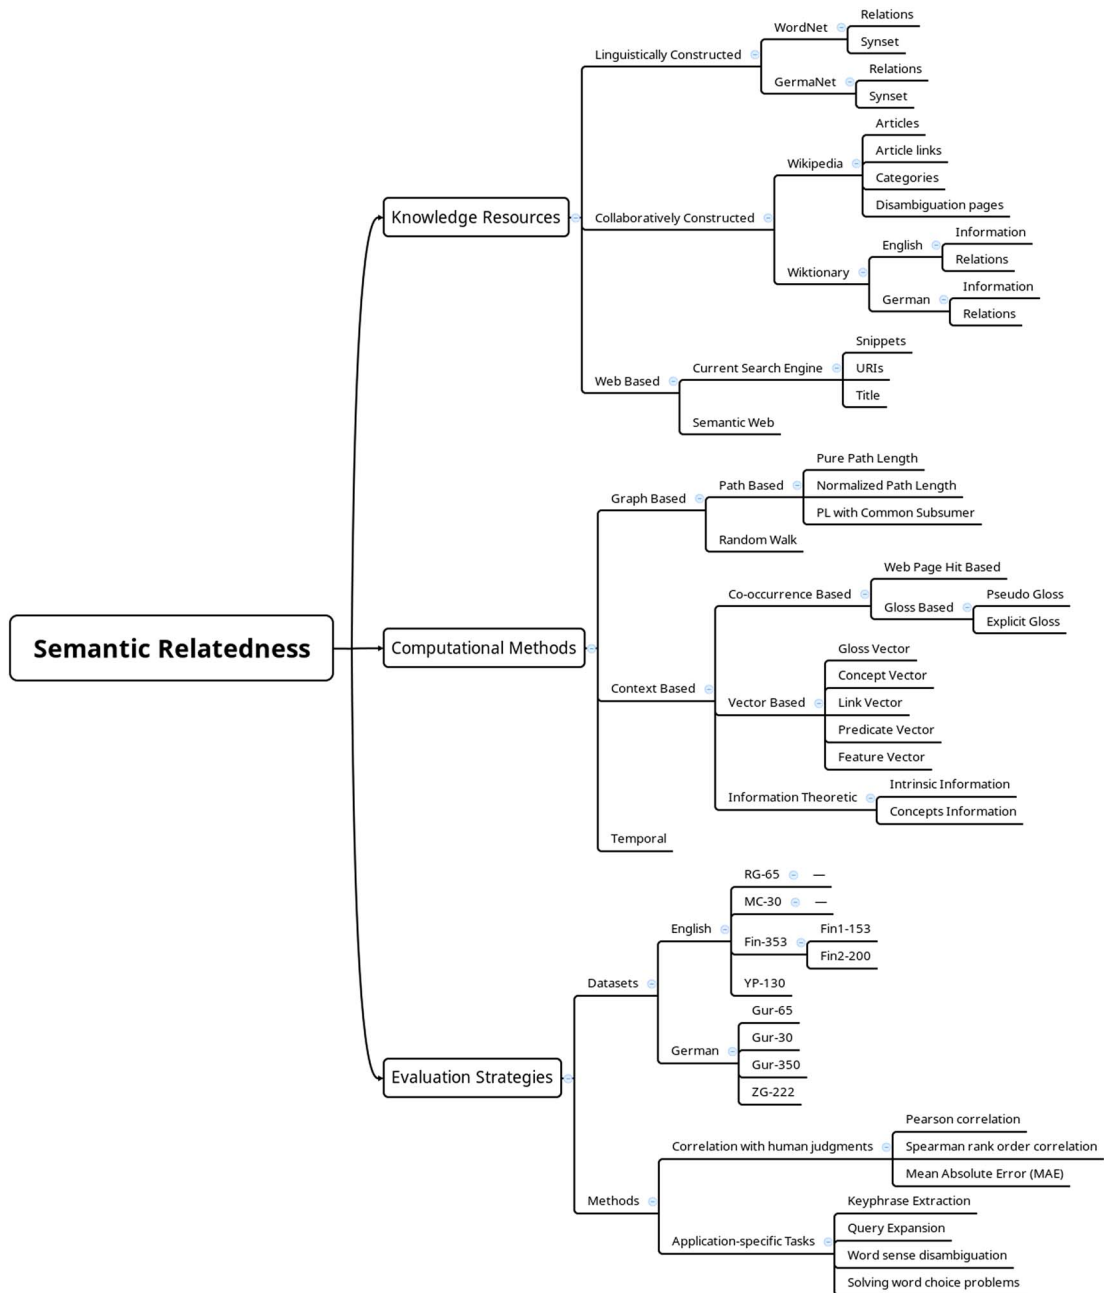 Semantic Relatedness
Knowledge Resources
Linguistically Constructed
WordNet
Relations
Synset
GermaNet
Relations
Synset
Collaboratively Constructed
Wikipedia
Articles
Article links
Categories
Disambiguation pages
Wiktionary
English
Information
Relations
German
Information
Relations
Web Based
Current Search Engine
Snippets
URIs
Title
Semantic Web
Computational Methods
Graph Based
Path Based
Pure Path Length
Normalized Path Length
PL with Common Subsumer
Random Walk
Context Based
Co-occurrence Based
Web Page Hit Based
Gloss Based
Pseudo Gloss
Explicit Gloss
Vector Based
Gloss Vector
Concept Vector
Link Vector
Predicate Vector
Feature Vector
Information Theoretic
Intrinsic Information
Concepts Information
Temporal
Evaluation Strategies
Datasets
English
RG-65 —
MC-30 —
Fin-353
Fin1-153
Fin2-200
YP-130
German
Gur-65
Gur-30
Gur-350
ZG-222
Methods
Correlation with human judgments
Pearson correlation
Spearman rank order correlation
Mean Absolute Error (MAE)
Application-specific Tasks
Keyphrase Extraction
Query Expansion
Word sense disambiguation
Solving word choice problems